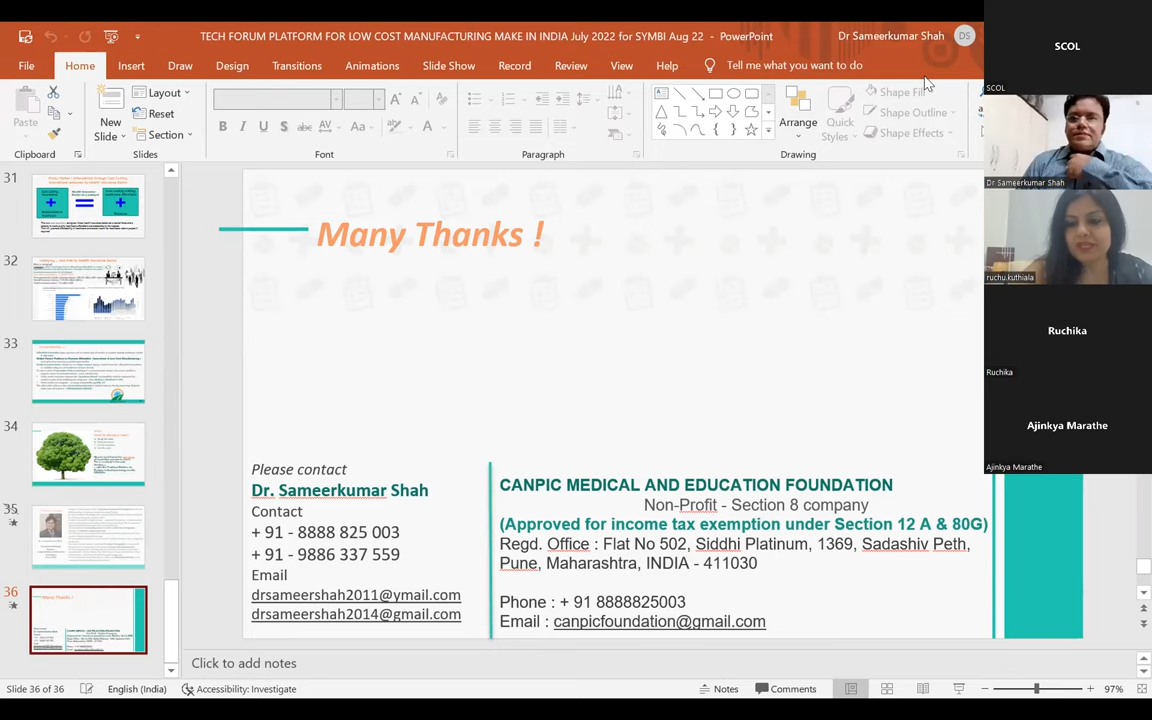 TECH FORUM PLATFORM FOR LOW COST MANUFACTURING MAKE IN INDIA July 2022 for SYMBI Aug 22 - PowerPoint
Dr Sameerkumar Shah
DS
File Home Insert Draw Design Transitions Animations Slide Show Record Review View Help Tell me what you want to do
Paste
New Slide
Layout
Reset
Section
B I U S abc AV Aa A
Arrange
Quick Styles
Shape Fill
Shape Outline
Shape Effects
Clipboard Slides Font Paragraph Drawing
31
32
33
34
35
36
Many Thanks !
Please contact
Dr. Sameerkumar Shah
Contact
+ 91 - 8888 825 003
+ 91 - 9886 337 559
Email
drsameershah2011@ymail.com
drsameershah2014@gmail.com
CANPIC MEDICAL AND EDUCATION FOUNDATION
Non-Profit - Section 8 company
(Approved for income tax exemption under Section 12 A & 80G)
Regd. Office : Flat No 502, Siddhi Platinum, 1369, Sadashiv Peth,
Pune, Maharashtra, INDIA - 411030
Phone : + 91 8888825003
Email : canpicfoundation@gmail.com
Click to add notes
Slide 36 of 36 English (India) Accessibility: Investigate Notes Comments 97%
SCOL
SCOL
Dr Sameerkumar Shah
ruchu.kuthiala
Ruchika
Ruchika
Ajinkya Marathe
Ajinkya Marathe